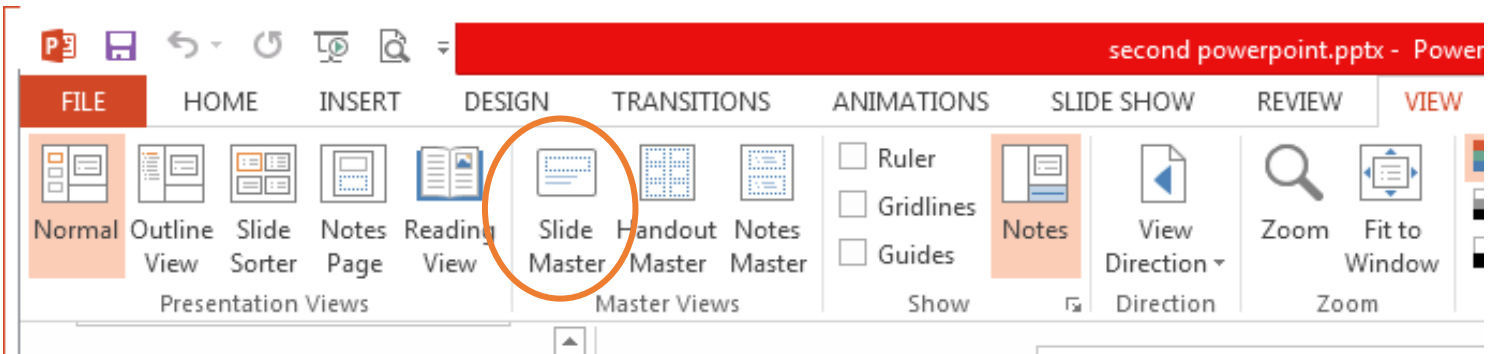 second powerpoint.pptx - Power
FILE HOME INSERT DESIGN TRANSITIONS ANIMATIONS SLIDE SHOW REVIEW VIEW
Normal
Outline View
Slide Sorter
Notes Page
Reading View
Presentation Views
Slide Master
Handout Master
Notes Master
Master Views
Ruler
Gridlines
Guides
Show
Notes
View Direction
Direction
Zoom
Fit to Window
Zoom